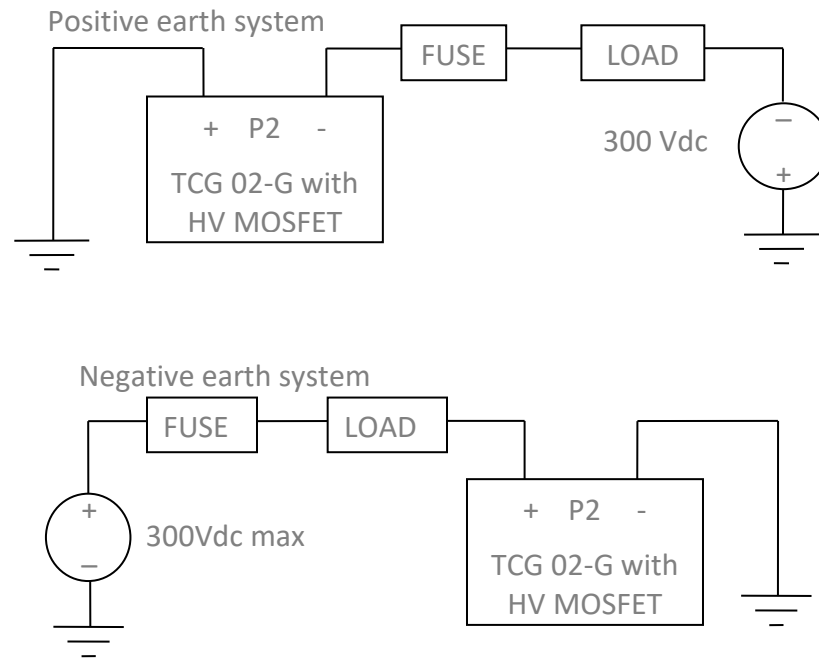 Positive earth system
FUSE
LOAD
+ P2 -
TCG 02-G with
HV MOSFET
300 Vdc
–
+
Negative earth system
FUSE
LOAD
+
–
300Vdc max
+ P2 -
TCG 02-G with
HV MOSFET